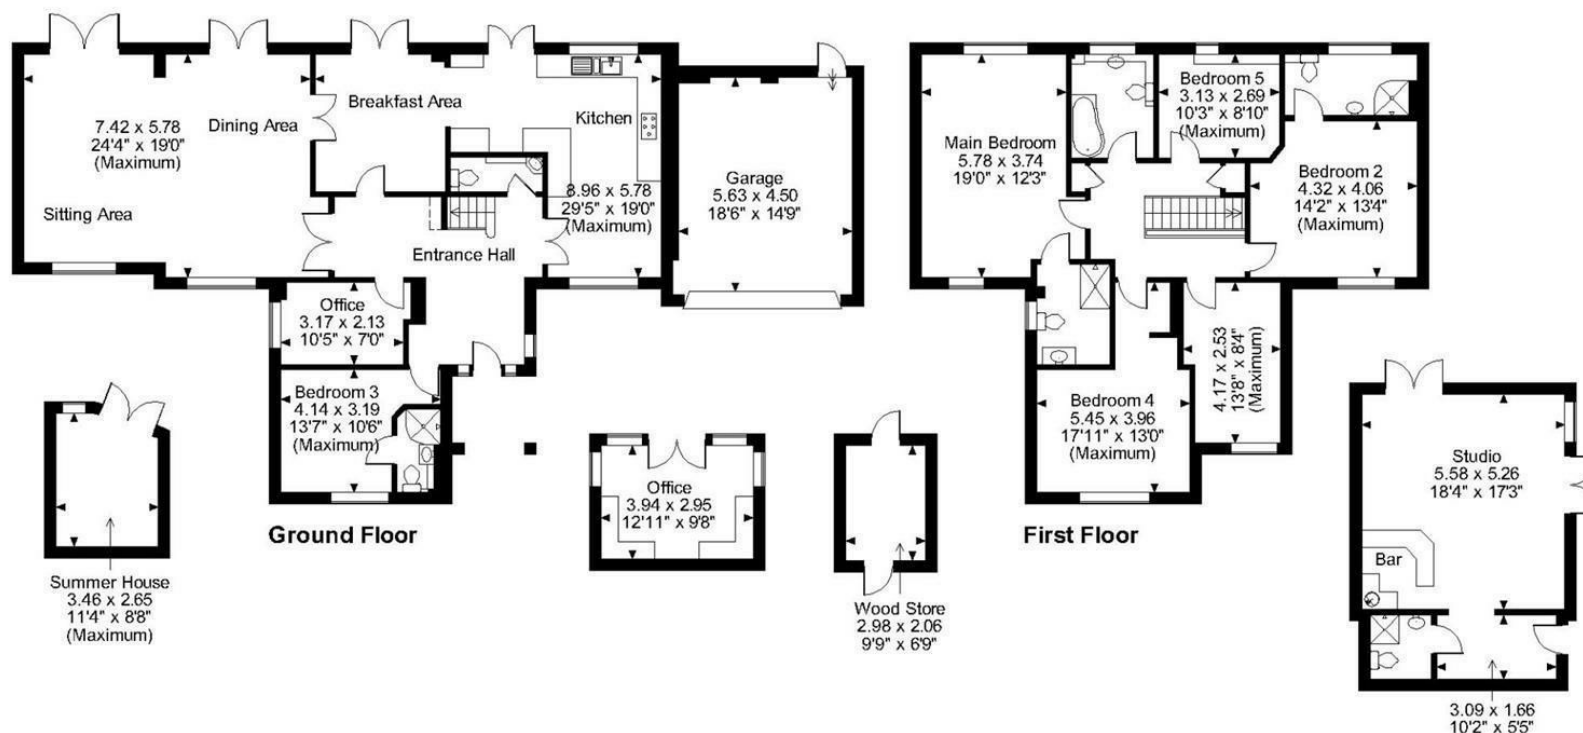 7.42 x 5.78
24'4" x 19'0"
(Maximum)
Dining Area
Sitting Area
Breakfast Area
Kitchen
8.96 x 5.78
29'5" x 19'0"
(Maximum)
Entrance Hall
Garage
5.63 x 4.50
18'6" x 14'9"
Office
3.17 x 2.13
10'5" x 7'0"
Bedroom 3
4.14 x 3.19
13'7" x 10'6"
(Maximum)
Ground Floor
Summer House
3.46 x 2.65
11'4" x 8'8"
(Maximum)
Office
3.94 x 2.95
12'11" x 9'8"
Wood Store
2.98 x 2.06
9'9" x 6'9"
Main Bedroom
5.78 x 3.74
19'0" x 12'3"
Bedroom 5
3.13 x 2.69
10'3" x 8'10"
(Maximum)
Bedroom 2
4.32 x 4.06
14'2" x 13'4"
(Maximum)
Bedroom 4
5.45 x 3.96
17'11" x 13'0"
(Maximum)
4.17 x 2.53
13'8" x 8'4"
(Maximum)
First Floor
Studio
5.58 x 5.26
18'4" x 17'3"
Bar
3.09 x 1.66
10'2" x 5'5"